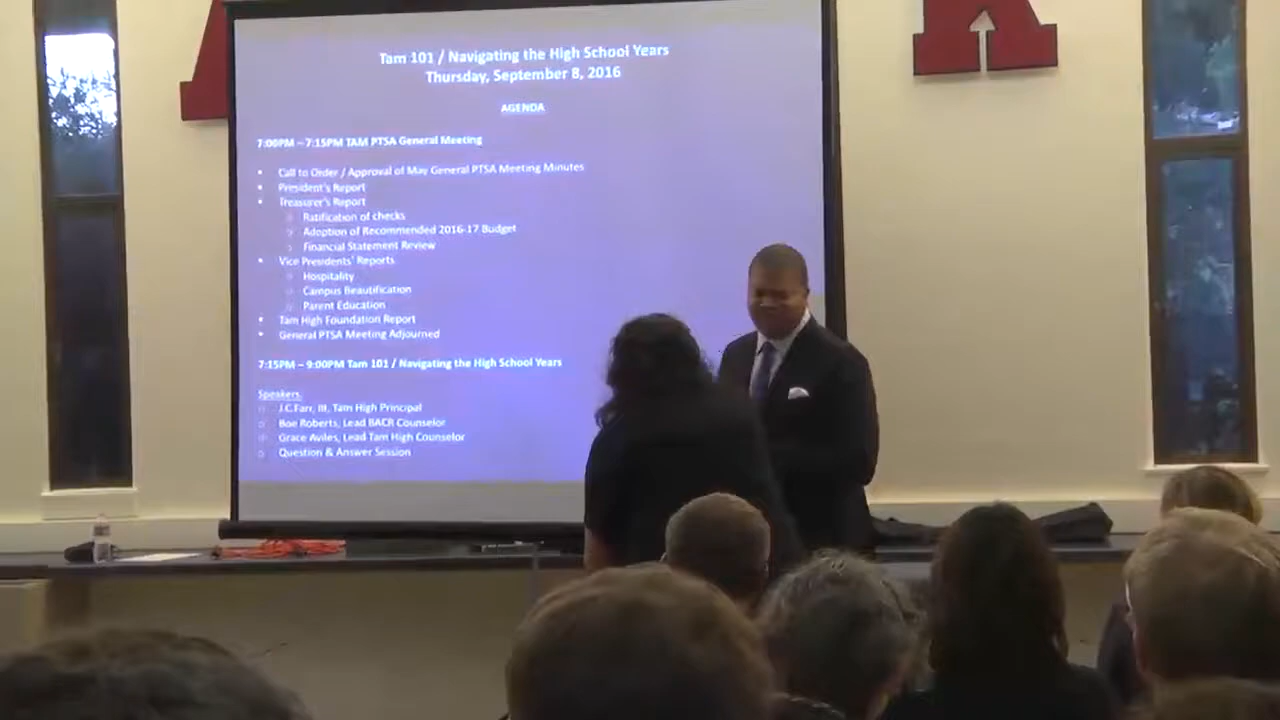 Tam 101 / Navigating the High School Years
Thursday, September 8, 2016
AGENDA
7:00PM – 7:15PM TAM PTSA General Meeting
• Call to Order / Approval of May General PTSA Meeting Minutes
• President's Report
• Treasurer's Report
○ Ratification of checks
○ Adoption of Recommended 2016-17 Budget
○ Financial Statement Review
• Vice Presidents' Reports
○ Hospitality
○ Campus Beautification
○ Parent Education
• Tam High Foundation Report
• General PTSA Meeting Adjourned
7:15PM – 9:00PM Tam 101 / Navigating the High School Years
Speakers
○ J.C.Farr, III, Tam High Principal
○ Boe Roberts, Lead BACR Counselor
○ Grace Aviles, Lead Tam High Counselor
○ Question & Answer Session